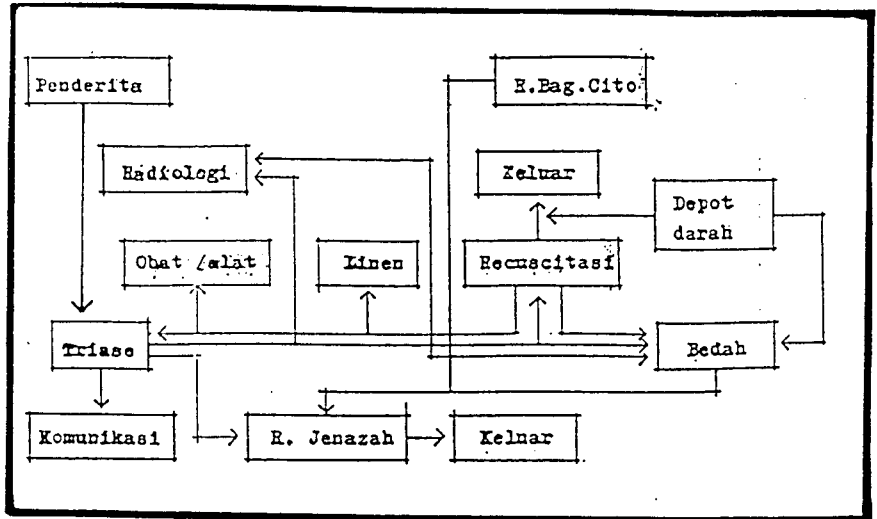 Penderita
R.Bag.Cito
Radiologi
Keluar
Depot
darah
Obat /alat
Linen
Recuscitasi
Triase
Bedah
Komunikasi
R. Jenazah
Keluar